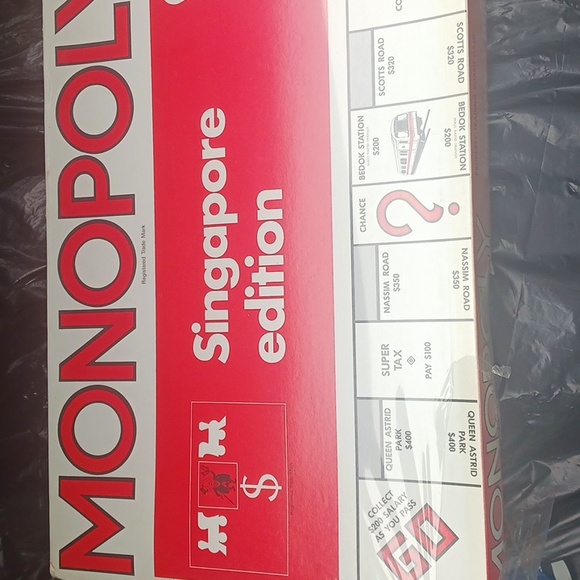 MONOPOLY
Registered Trade Mark
Singapore
edition
$
CO
SCOTTS ROAD
$320
SCOTTS ROAD
$320
BEDOK STATION
$200
BEDOK STATION
$200
CHANCE
?
NASSIM ROAD
$350
NASSIM ROAD
$350
SUPER
TAX
PAY $100
QUEEN ASTRID
PARK
$400
QUEEN ASTRID
PARK
$400
COLLECT
$200 SALARY
AS YOU PASS
GO